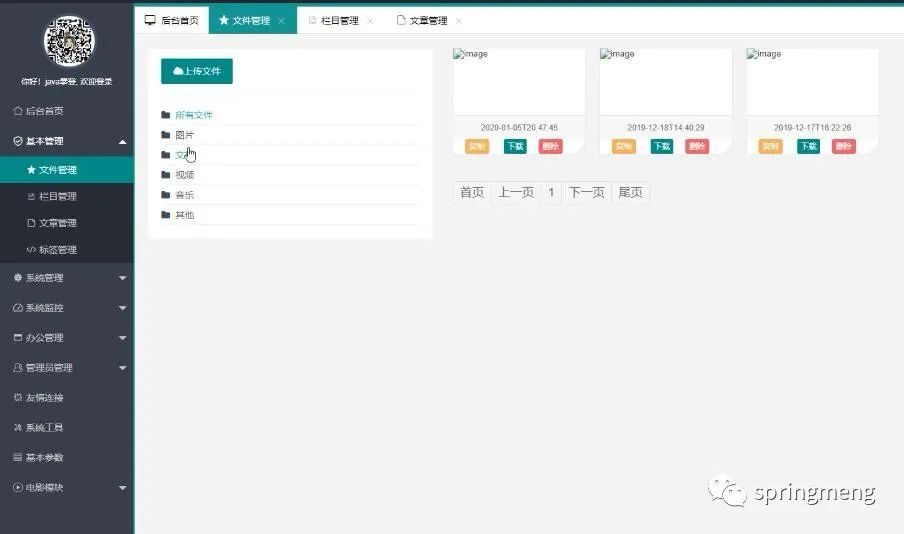 你好！java攀登, 欢迎登录
后台首页
基本管理
文件管理
栏目管理
文章管理
标签管理
系统管理
系统监控
办公管理
管理员管理
友情连接
系统工具
基本参数
电影模块
后台首页 文件管理 × 栏目管理 × 文章管理 ×
上传文件
所有文件
图片
视频
音乐
其他
image image image
2020-01-05T20:47:45 2019-12-18T14:40:29 2019-12-17T16:22:26
复制 下载 删除 复制 下载 删除 复制 下载 删除
首页 上一页 1 下一页 尾页
springmeng